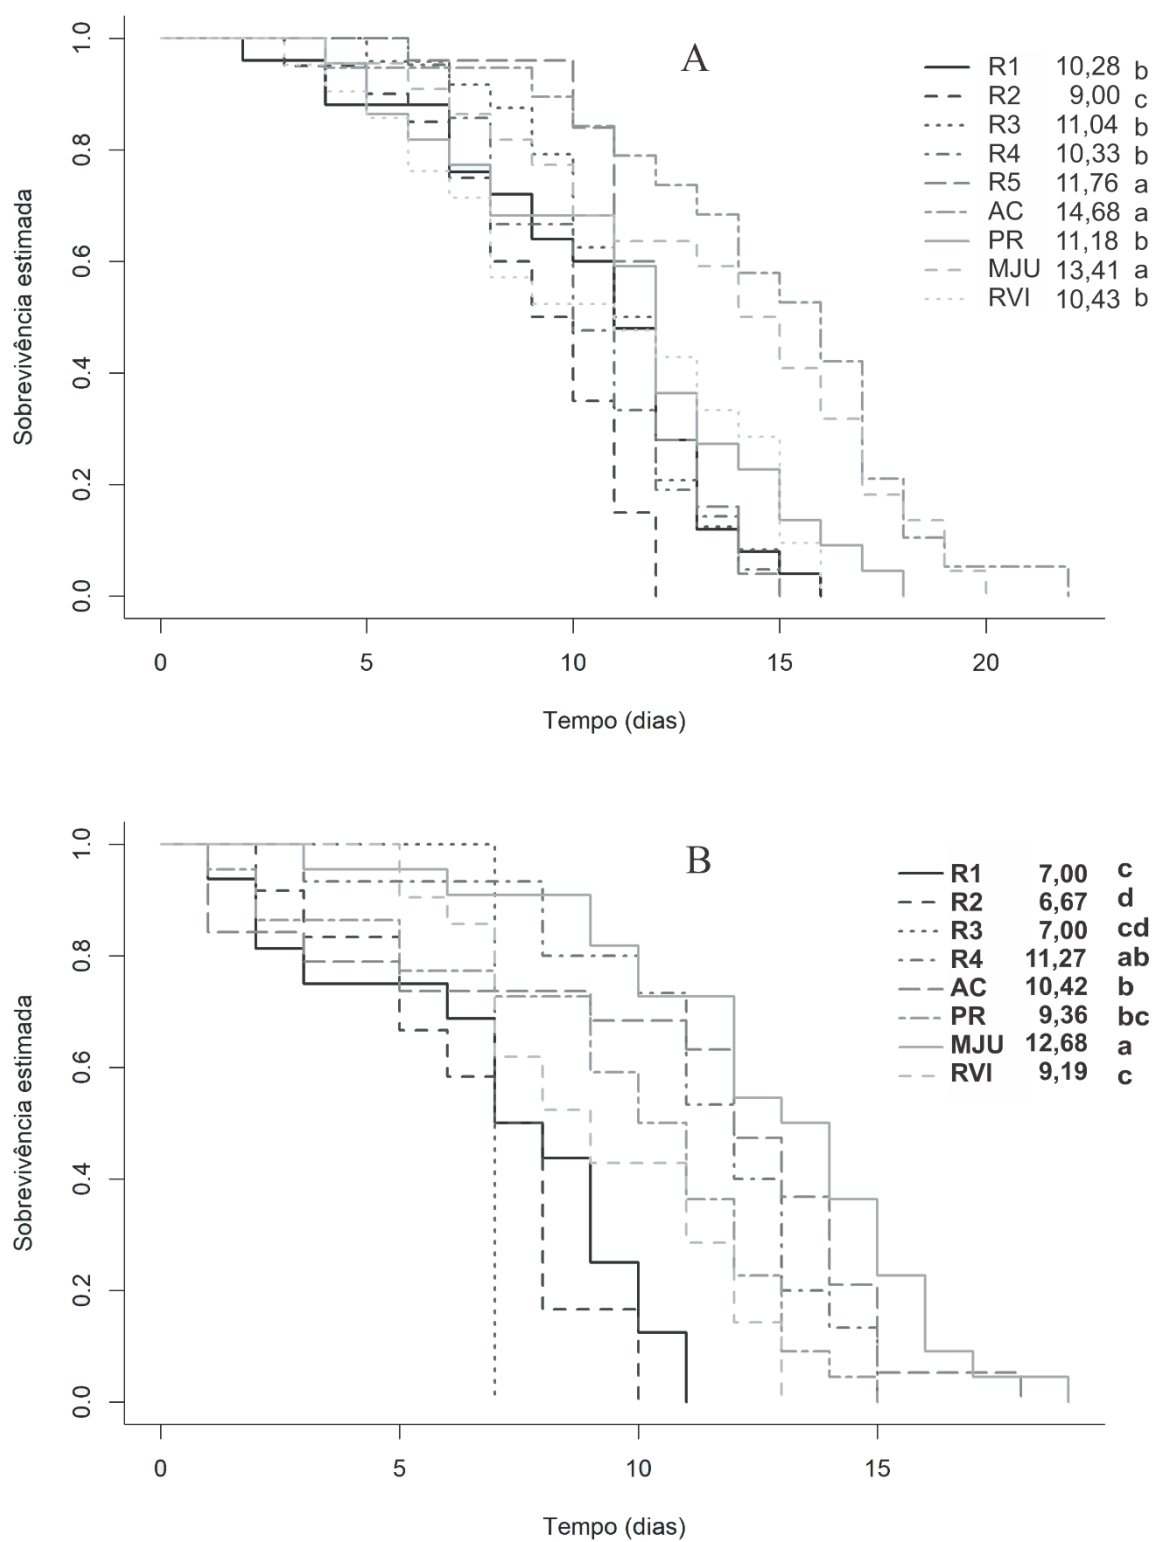 A
1.0
0.8
0.6
0.4
0.2
0.0
Sobrevivência estimada
R1 10,28 b
R2 9,00 c
R3 11,04 b
R4 10,33 b
R5 11,76 a
AC 14,68 a
PR 11,18 b
MJU 13,41 a
RVI 10,43 b
0 5 10 15 20
Tempo (dias)
B
1.0
0.8
0.6
0.4
0.2
0.0
Sobrevivência estimada
R1 7,00 c
R2 6,67 d
R3 7,00 cd
R4 11,27 ab
AC 10,42 b
PR 9,36 bc
MJU 12,68 a
RVI 9,19 c
0 5 10 15
Tempo (dias)